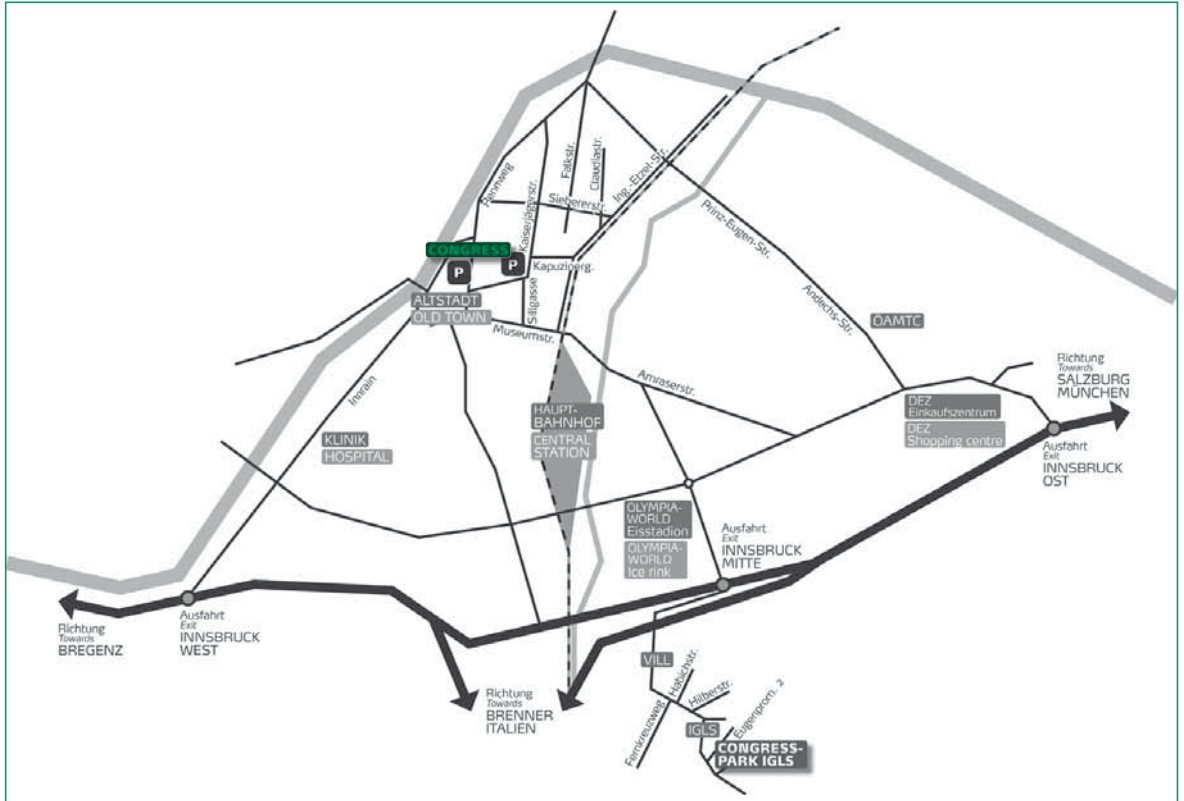 Rennweg
Kaiserjägerstr.
Falkstr.
Claudiastr.
Ing.-Etzel-Str.
Siebererstr.
CONGRESS
P
P
Kapuzinerg.
Sillgasse
Prinz-Eugen-Str.
Andechs-Str.
ALTSTADT
OLD TOWN
Museumstr.
ÖAMTC
Innrain
Amraserstr.
Richtung
Towards
SALZBURG
MÜNCHEN
HAUPT-
BAHNHOF
CENTRAL
STATION
DEZ
Einkaufszentrum
DEZ
Shopping centre
KLINIK
HOSPITAL
Ausfahrt
Exit
INNSBRUCK
OST
OLYMPIA-
WORLD
Eisstadion
OLYMPIA-
WORLD
Ice rink
Ausfahrt
Exit
INNSBRUCK
MITTE
Richtung
Towards
BREGENZ
Ausfahrt
Exit
INNSBRUCK
WEST
Richtung
Towards
BRENNER
ITALIEN
VILL
Habichstr.
Hilberstr.
Fernkreuzweg
IGLS
Eugenprom. 2
CONGRESS-
PARK IGLS